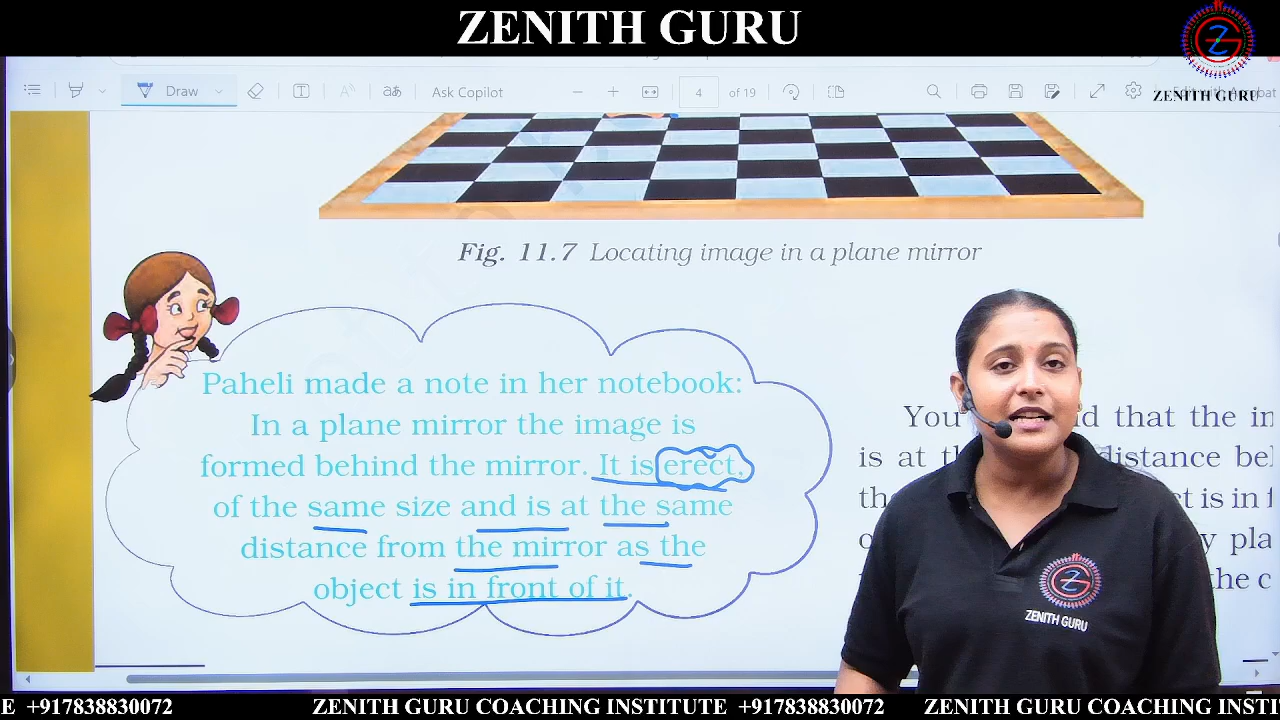 ZENITH GURU
ZENITH GURU
Draw
Ask Copilot
4 of 19
Fig. 11.7 Locating image in a plane mirror
Paheli made a note in her notebook:
In a plane mirror the image is
formed behind the mirror. It is erect,
of the same size and is at the same
distance from the mirror as the
object is in front of it.
You
d that the
is at
distance
is in
the
ZENITH GURU
E +917838830072 ZENITH GURU COACHING INSTITUTE +917838830072 ZENITH GURU COACHING INSTI